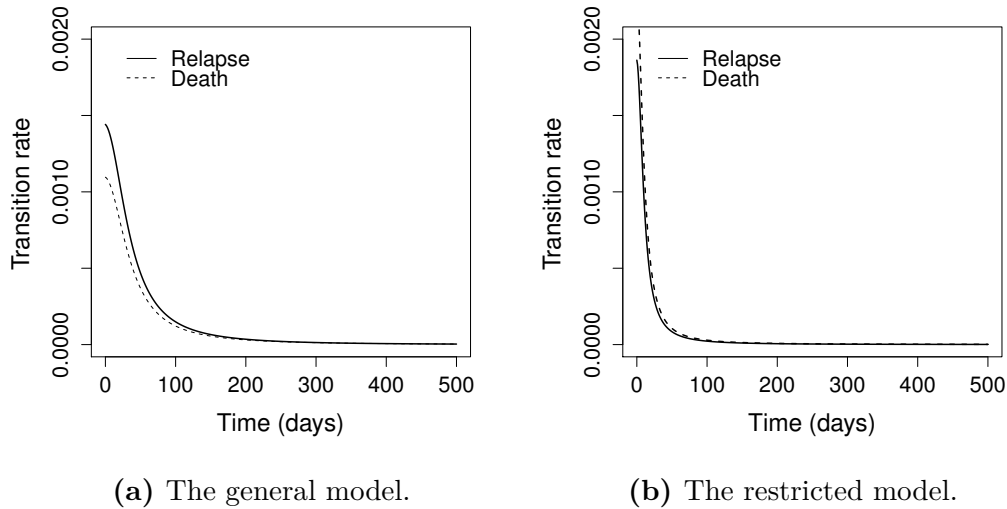 0.0020
0.0010
0.0000
Transition rate
Relapse
Death
0 100 200 300 400 500
Time (days)
(a) The general model.
0.0020
0.0010
0.0000
Transition rate
Relapse
Death
0 100 200 300 400 500
Time (days)
(b) The restricted model.